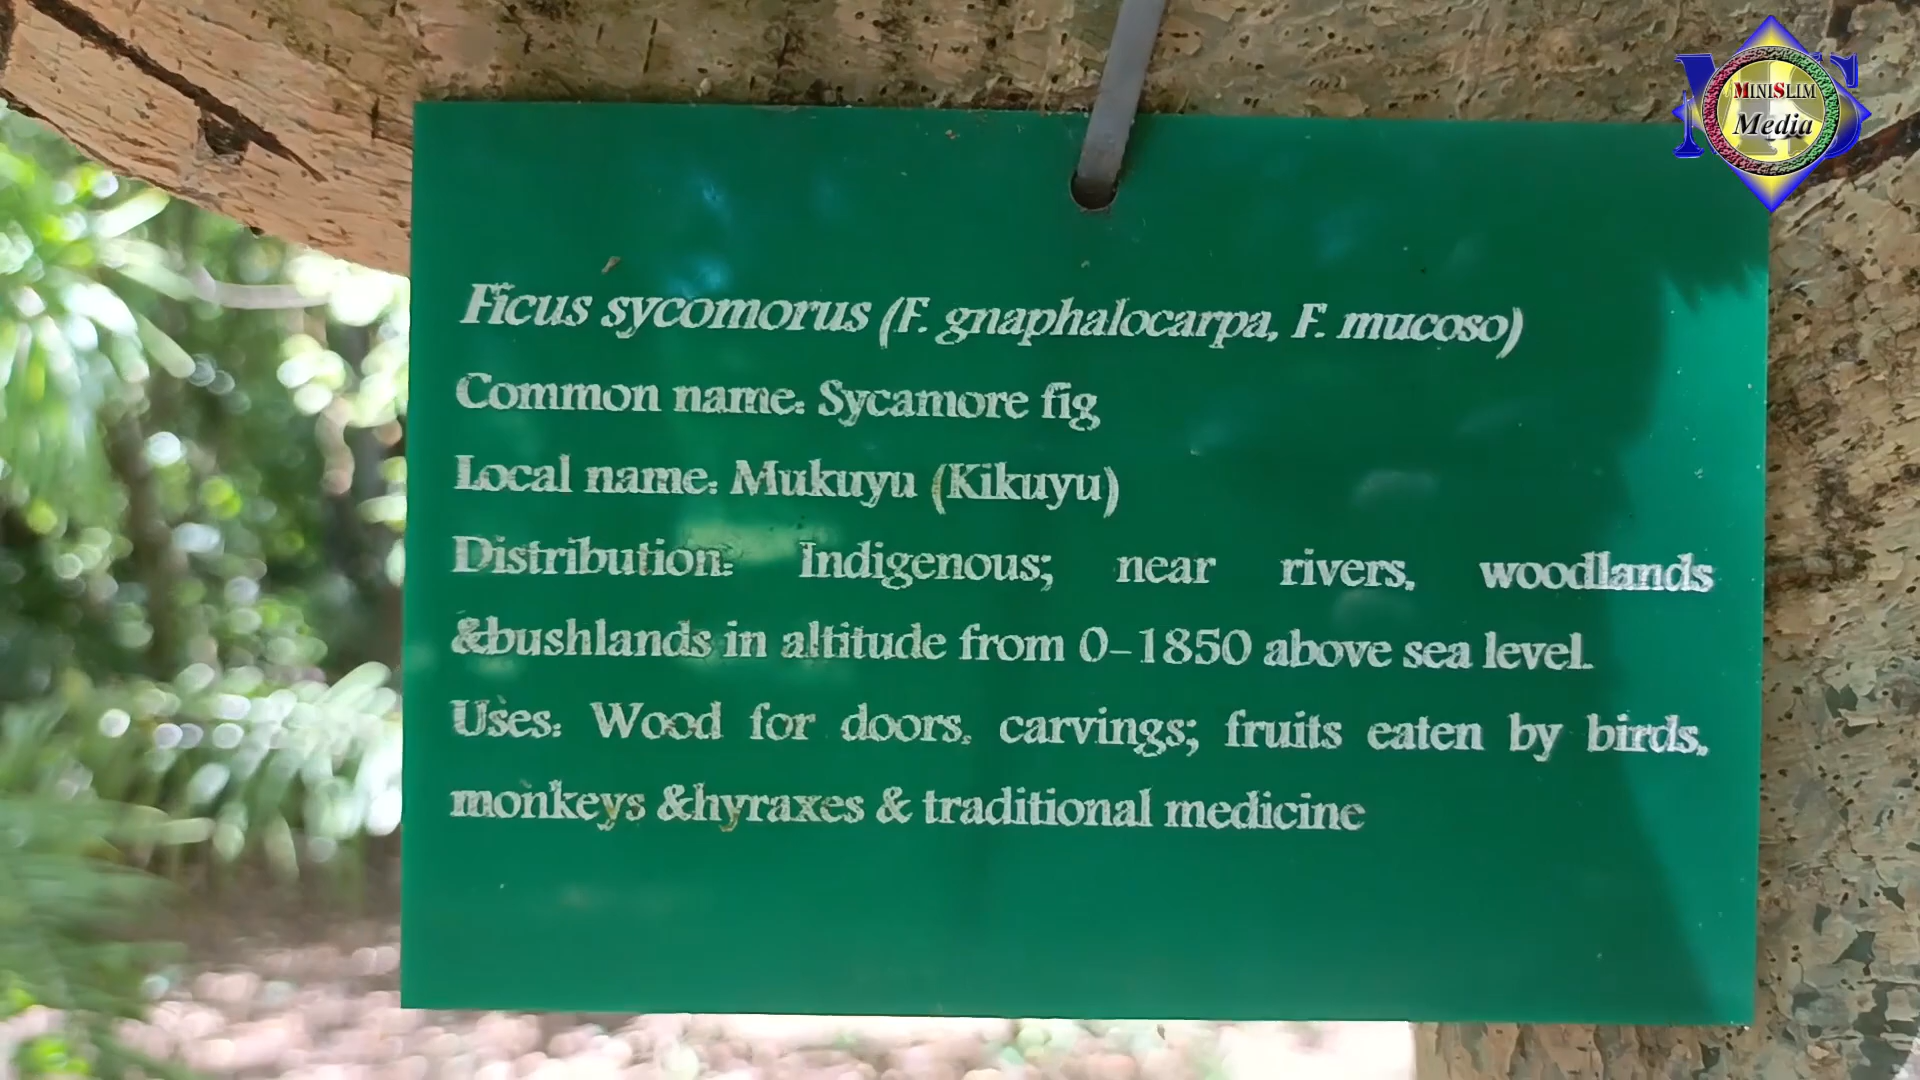 MINISLIM
Media
Ficus sycomorus (F. gnaphalocarpa, F. mucoso)
Common name: Sycamore fig
Local name: Mukuyu (Kikuyu)
Distribution: Indigenous; near rivers, woodlands
&bushlands in altitude from 0-1850 above sea level.
Uses: Wood for doors, carvings; fruits eaten by birds,
monkeys &hyraxes & traditional medicine